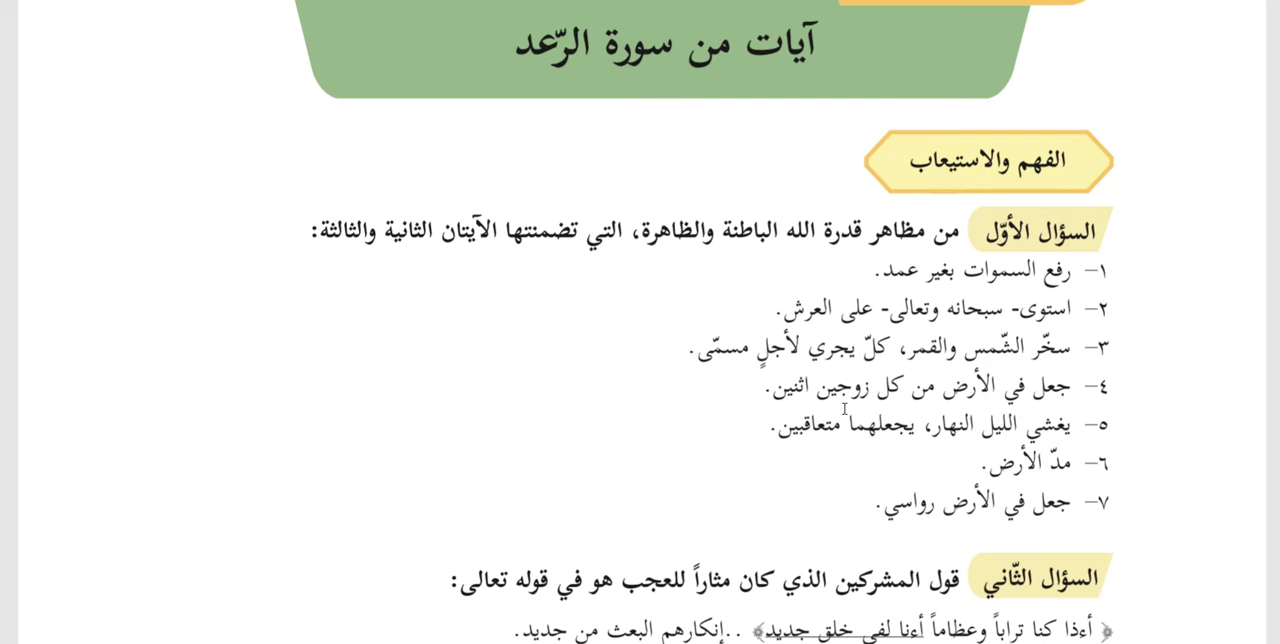 آيات من سورة الرّعد
الفهم والاستيعاب
السؤال الأوّل من مظاهر قدرة الله الباطنة والظاهرة، التي تضمنتها الآيتان الثانية والثالثة:
١– رفع السموات بغير عمد.
٢– استوى- سبحانه وتعالى- على العرش.
٣– سخّر الشّمس والقمر، كلّ يجري لأجلٍ مسمّى.
٤– جعل في الأرض من كل زوجين اثنين.
٥– يغشي الليل النهار، يجعلهما متعاقبين.
٦– مدّ الأرض.
٧– جعل في الأرض رواسي.
السؤال الثّاني قول المشركين الذي كان مثاراً للعجب هو في قوله تعالى:
﴿ أءذا كنا تراباً وعظاماً أءنا لفي خلق جديد﴾ ..إنكارهم البعث من جديد.